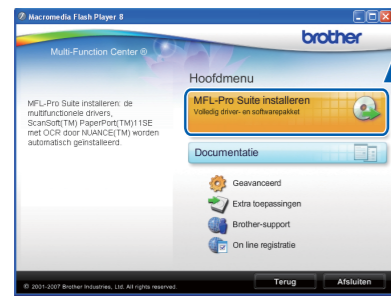 Macromedia Flash Player 8
brother
Multi-Function Center ®
Hoofdmenu
MFL-Pro Suite installeren: de
multifunctionele drivers,
ScanSoft(TM) PaperPort(TM)11SE
met OCR door NUANCE(TM) worden
automatisch geïnstalleerd.
MFL-Pro Suite installeren
Volledig driver- en softwarepakket
Documentatie
Geavanceerd
Extra toepassingen
Brother-support
On line registratie
© 2001-2007 Brother Industries, Ltd. All rights reserved.
Terug
Afsluiten